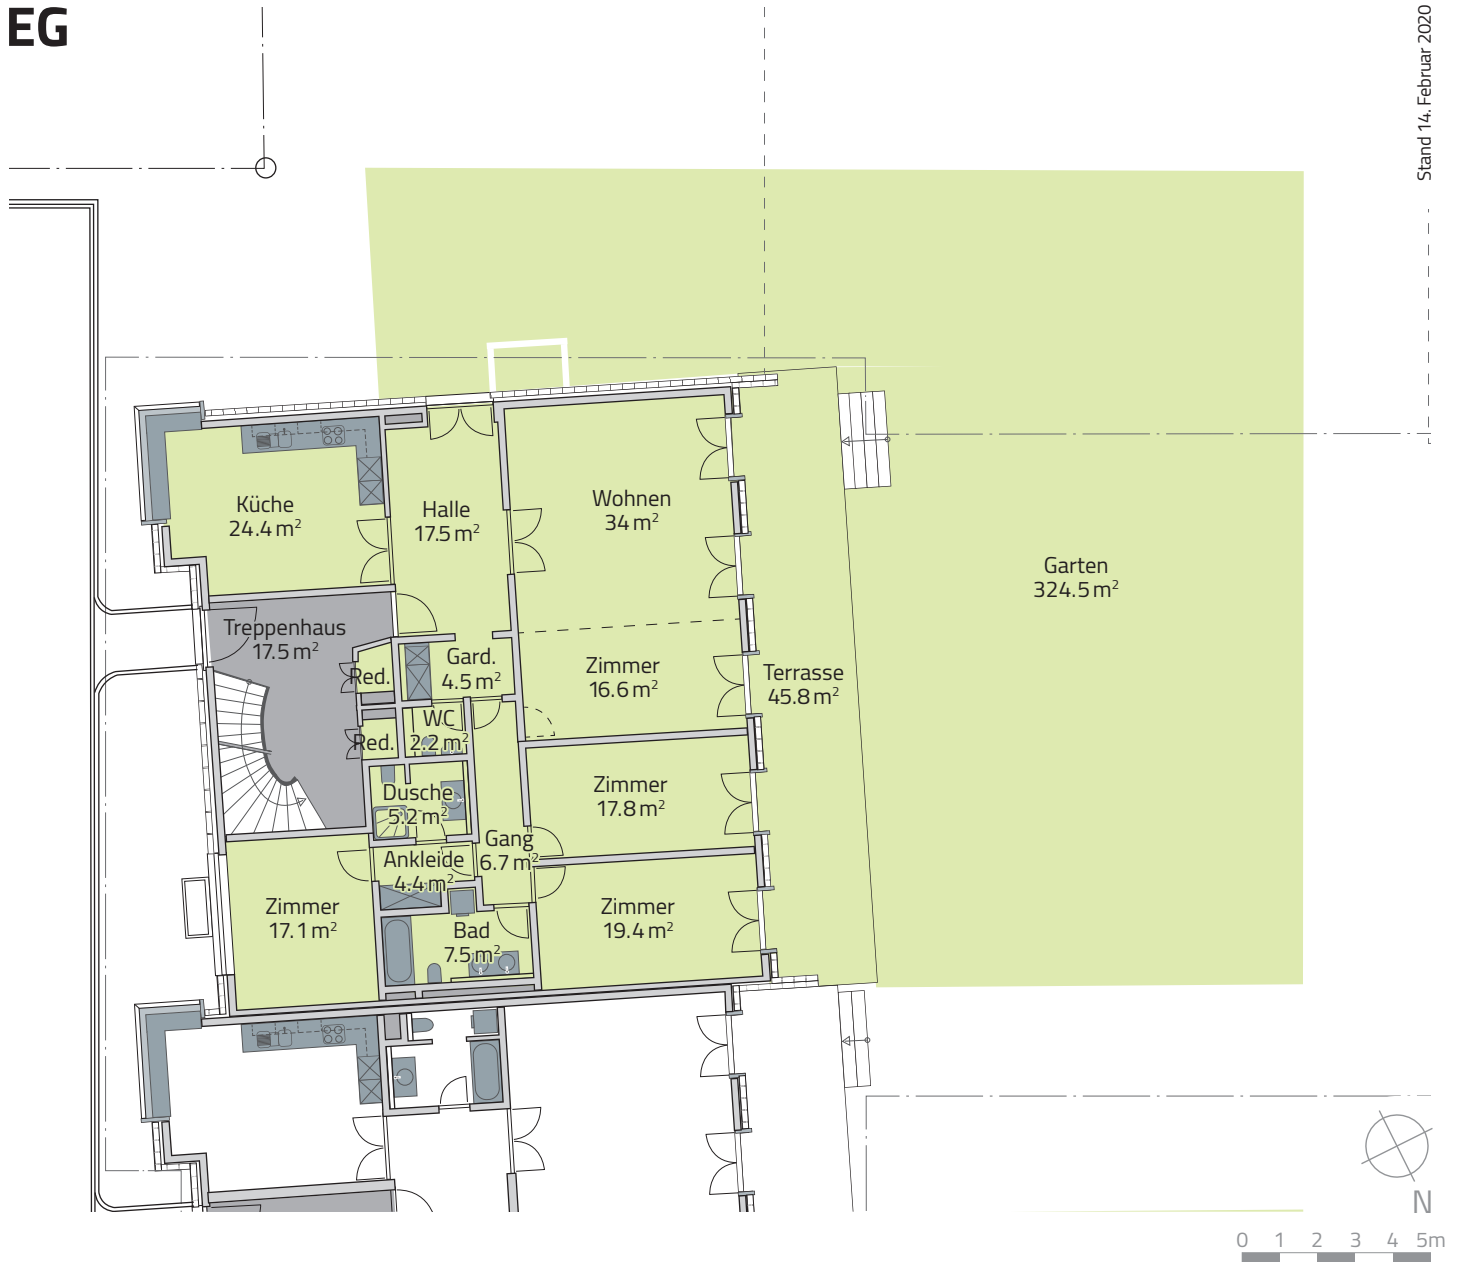 EG
Stand 14. Februar 2020
Küche
24.4 m²
Halle
17.5 m²
Wohnen
34 m²
Garten
324.5 m²
Treppenhaus
17.5 m²
Red.
Gard.
4.5 m²
Zimmer
16.6 m²
Terrasse
45.8 m²
WC
2.2 m²
Red.
Dusche
5.2 m²
Zimmer
17.8 m²
Gang
6.7 m²
Ankleide
4.4 m²
Zimmer
17.1 m²
Bad
7.5 m²
Zimmer
19.4 m²
N
0 1 2 3 4 5m